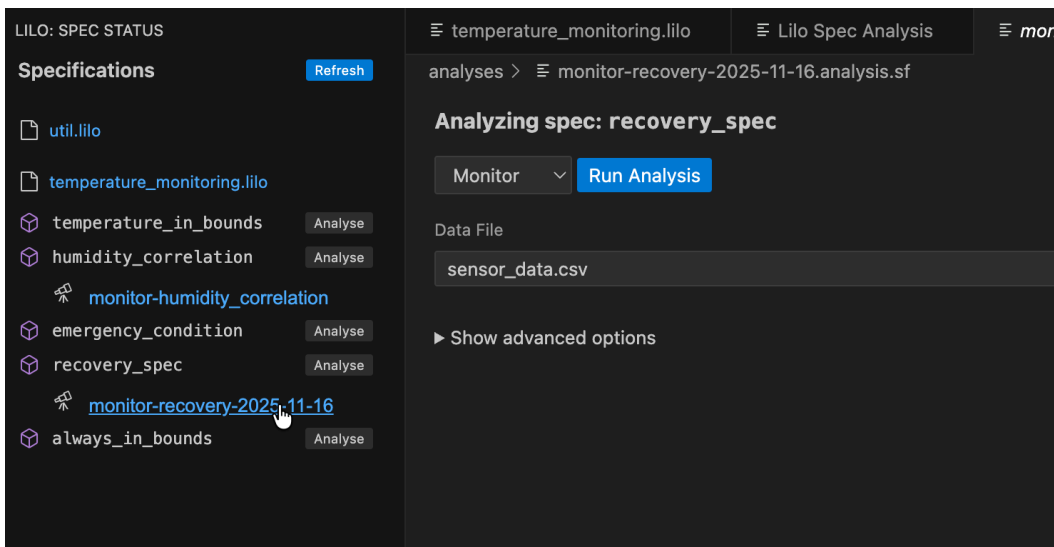 LILO: SPEC STATUS
Specifications
Refresh
util.lilo
temperature_monitoring.lilo
temperature_in_bounds
Analyse
humidity_correlation
Analyse
monitor-humidity_correlation
emergency_condition
Analyse
recovery_spec
Analyse
monitor-recovery-2025-11-16
always_in_bounds
Analyse
temperature_monitoring.lilo
Lilo Spec Analysis
mon
analyses > monitor-recovery-2025-11-16.analysis.sf
Analyzing spec: recovery_spec
Monitor
Run Analysis
Data File
sensor_data.csv
Show advanced options